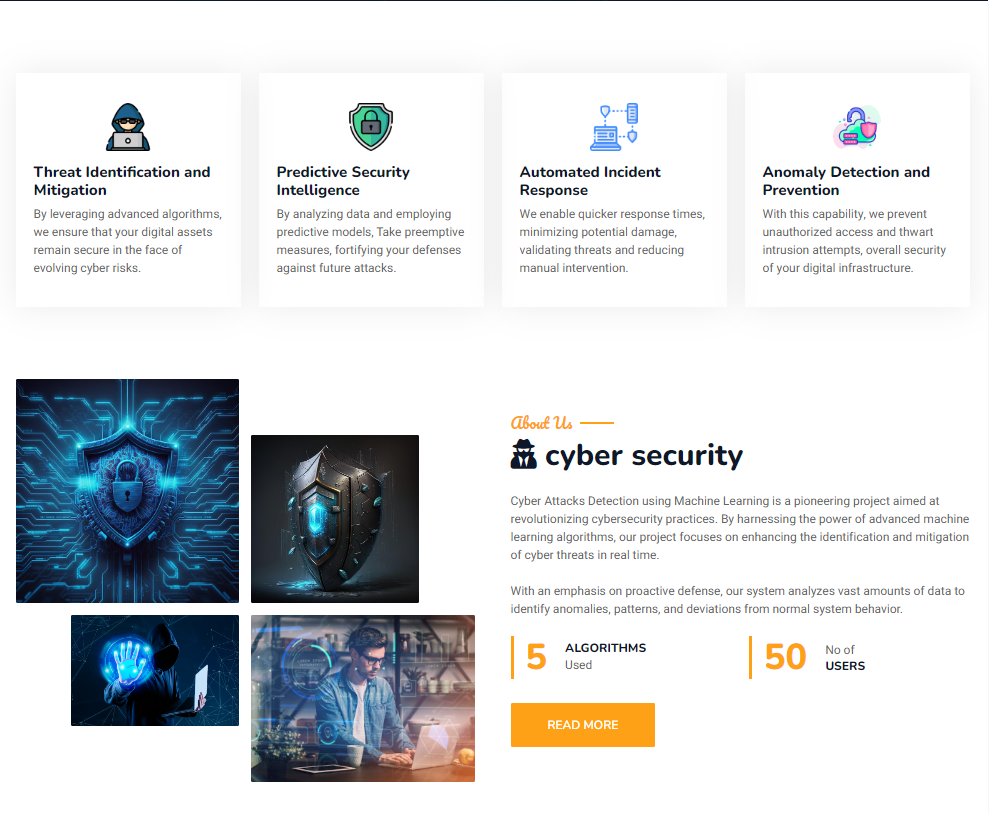 Threat Identification and
Mitigation
By leveraging advanced algorithms,
we ensure that your digital assets
remain secure in the face of
evolving cyber risks.
Predictive Security
Intelligence
By analyzing data and employing
predictive models, Take preemptive
measures, fortifying your defenses
against future attacks.
Automated Incident
Response
We enable quicker response times,
minimizing potential damage,
validating threats and reducing
manual intervention.
Anomaly Detection and
Prevention
With this capability, we prevent
unauthorized access and thwart
intrusion attempts, overall security
of your digital infrastructure.
About Us
cyber security
Cyber Attacks Detection using Machine Learning is a pioneering project aimed at
revolutionizing cybersecurity practices. By harnessing the power of advanced machine
learning algorithms, our project focuses on enhancing the identification and mitigation
of cyber threats in real time.
With an emphasis on proactive defense, our system analyzes vast amounts of data to
identify anomalies, patterns, and deviations from normal system behavior.
5 ALGORITHMS
Used
50 No of
USERS
READ MORE